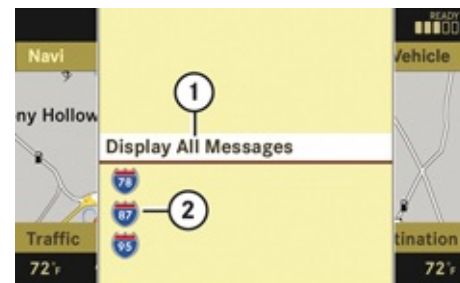 READY
Navi
Vehicle
ny Hollow
1
Display All Messages
78
87
2
95
Traffic
tination
72°F
72°F